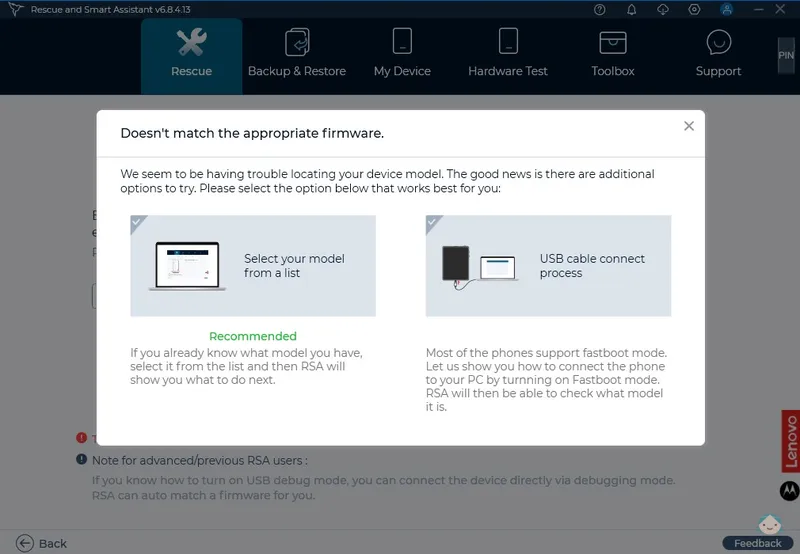 Rescue and Smart Assistant v6.8.4.13
Rescue
Backup & Restore
My Device
Hardware Test
Toolbox
Support
PIN
Doesn't match the appropriate firmware.
We seem to be having trouble locating your device model. The good news is there are additional
options to try. Please select the option below that works best for you:
Select your model
from a list
USB cable connect
process
Recommended
If you already know what model you have,
select it from the list and then RSA will
show you what to do next.
Most of the phones support fastboot mode.
Let us show you how to connect the phone
to your PC by turnning on Fastboot mode.
RSA will then be able to check what model
it is.
Note for advanced/previous RSA users :
If you know how to turn on USB debug mode, you can connect the device directly via debugging mode.
RSA can auto match a firmware for you.
Lenovo
Back
Feedback